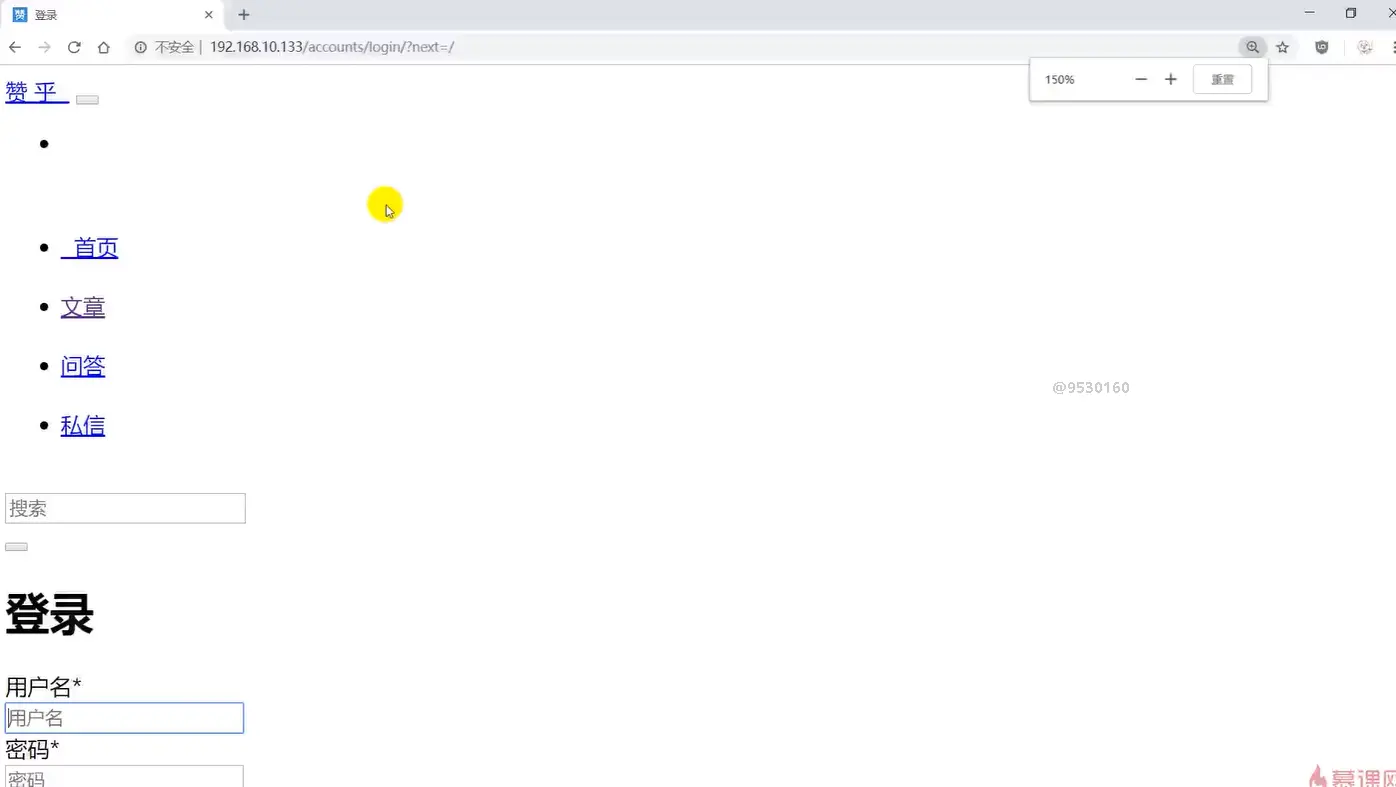 赞 登录
不安全 | 192.168.10.133/accounts/login/?next=/
150% 重置
赞 乎
首页
文章
问答
@9530160
私信
搜索
登录
用户名*
用户名
密码*
密码
慕课网